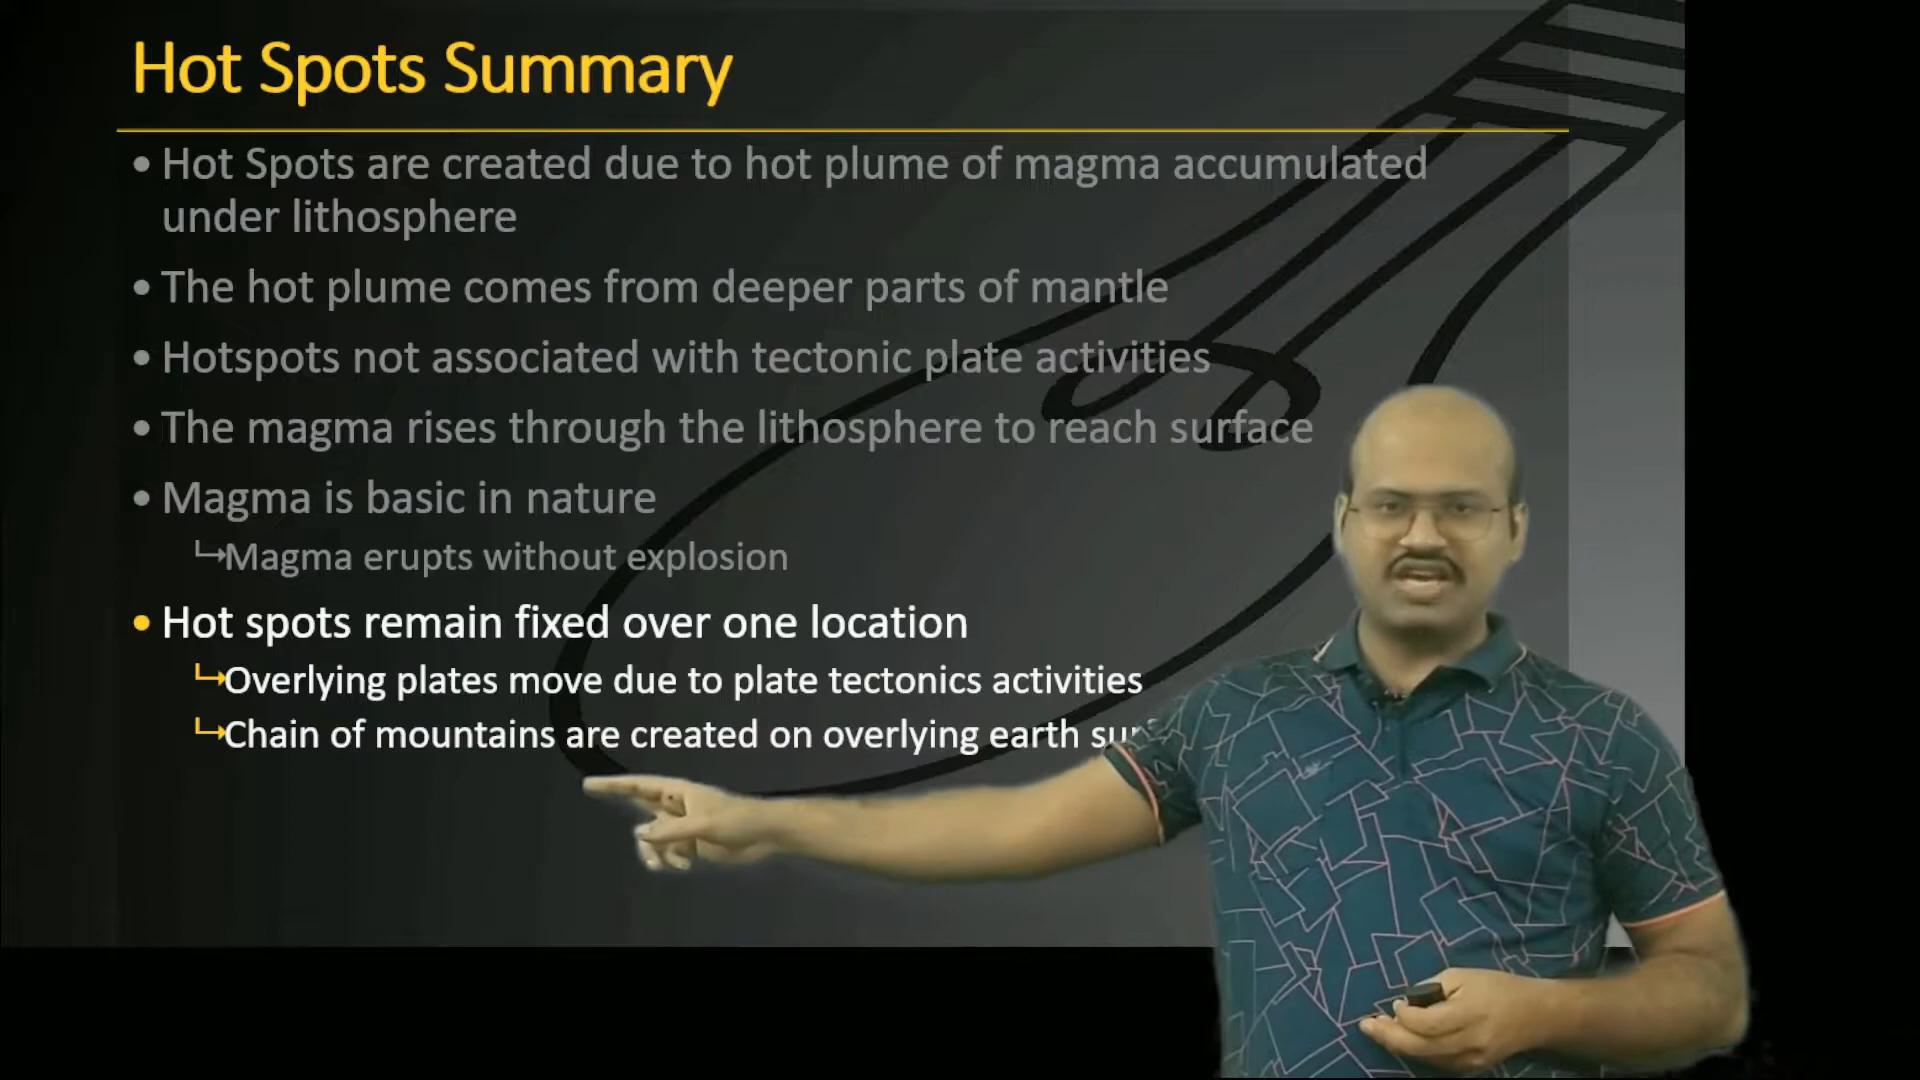 Hot Spots Summary
• Hot Spots are created due to hot plume of magma accumulated
under lithosphere
• The hot plume comes from deeper parts of mantle
• Hotspots not associated with tectonic plate activities
• The magma rises through the lithosphere to reach surface
• Magma is basic in nature
↳Magma erupts without explosion
• Hot spots remain fixed over one location
↳Overlying plates move due to plate tectonics activities
↳Chain of mountains are created on overlying earth